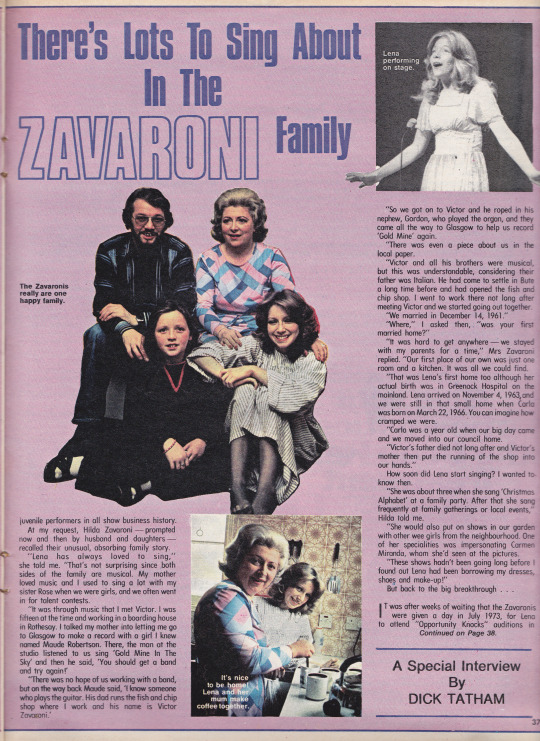 There's Lots To Sing About
In The
ZAVARONI Family
Lena
performing
on stage.
The Zavaronis
really are one
happy family.
juvenile performers in all show business history.
At my request, Hilda Zavaroni — prompted
now and then by husband and daughters —
recalled their unusual, absorbing family story.
"Lena has always loved to sing,"
she told me. "That's not surprising since both
sides of the family are musical. My mother
loved music and I used to sing a lot with my
sister Rose when we were girls, and we often went
in for talent contests.
"It was through music that I met Victor. I was
fifteen at the time and working in a boarding house
in Rothesay. I talked my mother into letting me go
to Glasgow to make a record with a girl I knew
named Maude Robertson. There, the man at the
studio listened to us sing 'Gold Mine In The
Sky' and then he said, 'You should get a band
and try again!'
"There was no hope of us working with a band,
but on the way back Maude said, 'I know someone
who plays the guitar. His dad runs the fish and chip
shop where I work and his name is Victor
Zavaroni.'
It's nice
to be home!
Lena and her
mum make
coffee together.
"So we got on to Victor and he roped in his
nephew, Gordon, who played the organ, and they
came all the way to Glasgow to help us record
'Gold Mine' again.
"There was even a piece about us in the
local paper.
"Victor and all his brothers were musical,
but this was understandable, considering their
father was Italian. He had come to settle in Bute
a long time before and had opened the fish and
chip shop. I went to work there not long after
meeting Victor and we started going out together.
"We married in December 14, 1961."
"Where," I asked then, "was your first
married home?"
"It was hard to get anywhere — we stayed
with my parents for a time," Mrs Zavaroni
replied. "Our first place of our own was just one
room and a kitchen. It was all we could find.
"That was Lena's first home too although her
actual birth was in Greenock Hospital on the
mainland. Lena arrived on November 4, 1963, and
we were still in that small home when Carla
was born on March 22, 1966. You can imagine how
cramped we were.
"Carla was a year old when our big day came
and we moved into our council home.
"Victor's father died not long after and Victor's
mother then put the running of the shop into
our hands."
How soon did Lena start singing? I wanted to
know then.
"She was about three when she sang 'Christmas
Alphabet' at a family party. After that she sang
frequently at family gatherings or local events,"
Hilda told me.
"She would also put on shows in our garden
with other wee girls from the neighbourhood. One
of her specialities was impersonating Carmen
Miranda, whom she'd seen at the pictures.
"These shows hadn't been going long before I
found out Lena had been borrowing my dresses,
shoes and make-up!"
But back to the big breakthrough . . .
IT was after weeks of waiting that the Zavaronis
were given a day in July 1973, for Lena
to attend "Opportunity Knocks" auditions in
Continued on Page 38.
A Special Interview
By
DICK TATHAM
37